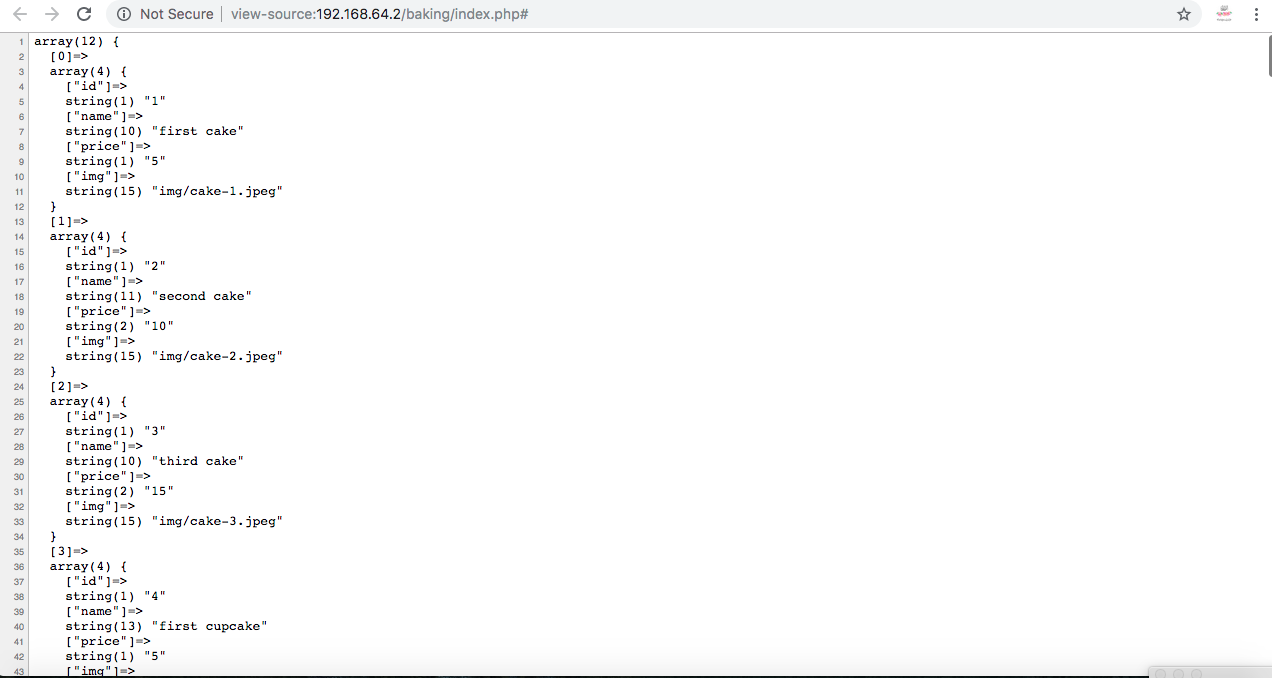 Not Secure view-source:192.168.64.2/baking/index.php#
1 array(12) {
2 [0]=>
3 array(4) {
4 ["id"]=>
5 string(1) "1"
6 ["name"]=>
7 string(10) "first cake"
8 ["price"]=>
9 string(1) "5"
10 ["img"]=>
11 string(15) "img/cake-1.jpeg"
12 }
13 [1]=>
14 array(4) {
15 ["id"]=>
16 string(1) "2"
17 ["name"]=>
18 string(11) "second cake"
19 ["price"]=>
20 string(2) "10"
21 ["img"]=>
22 string(15) "img/cake-2.jpeg"
23 }
24 [2]=>
25 array(4) {
26 ["id"]=>
27 string(1) "3"
28 ["name"]=>
29 string(10) "third cake"
30 ["price"]=>
31 string(2) "15"
32 ["img"]=>
33 string(15) "img/cake-3.jpeg"
34 }
35 [3]=>
36 array(4) {
37 ["id"]=>
38 string(1) "4"
39 ["name"]=>
40 string(13) "first cupcake"
41 ["price"]=>
42 string(1) "5"
43 ["img"]=>